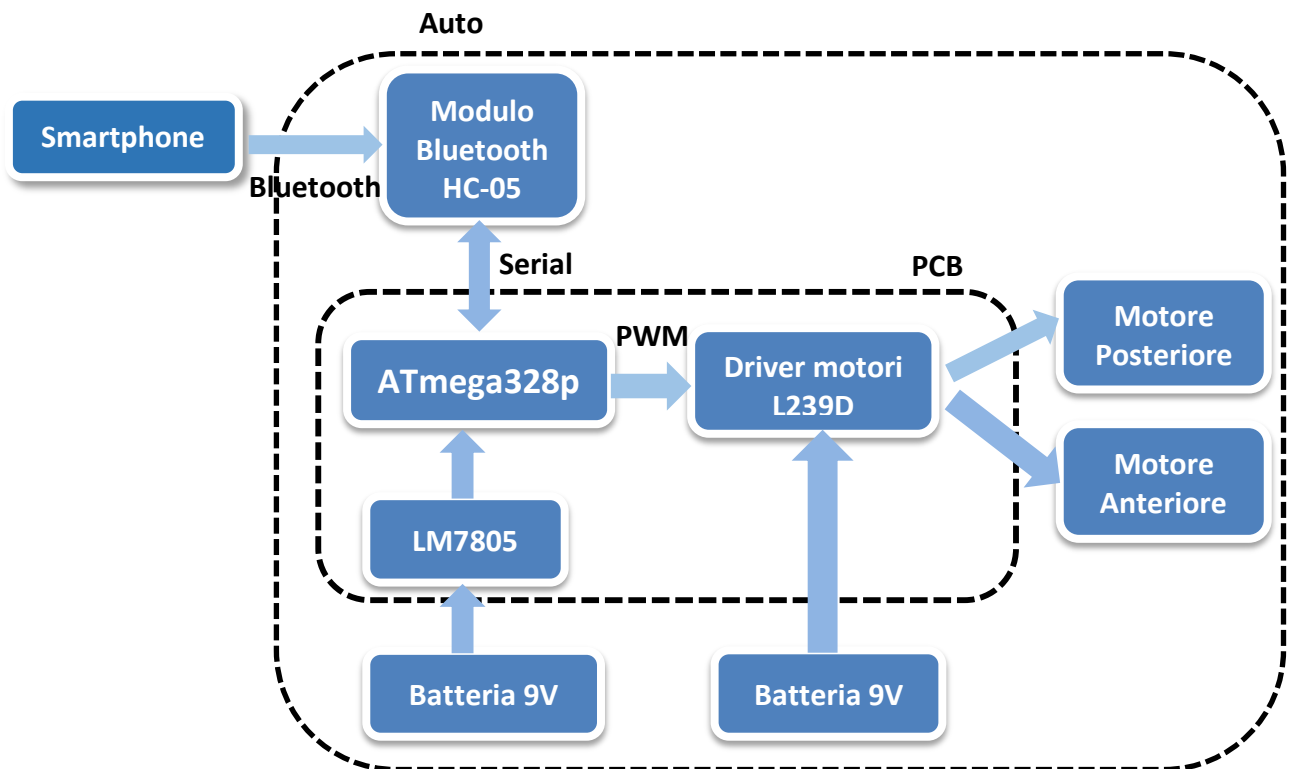 Auto
Smartphone
Bluetooth
Modulo
Bluetooth
HC-05
Serial
PCB
ATmega328p
PWM
Driver motori
L239D
Motore
Posteriore
Motore
Anteriore
LM7805
Batteria 9V
Batteria 9V